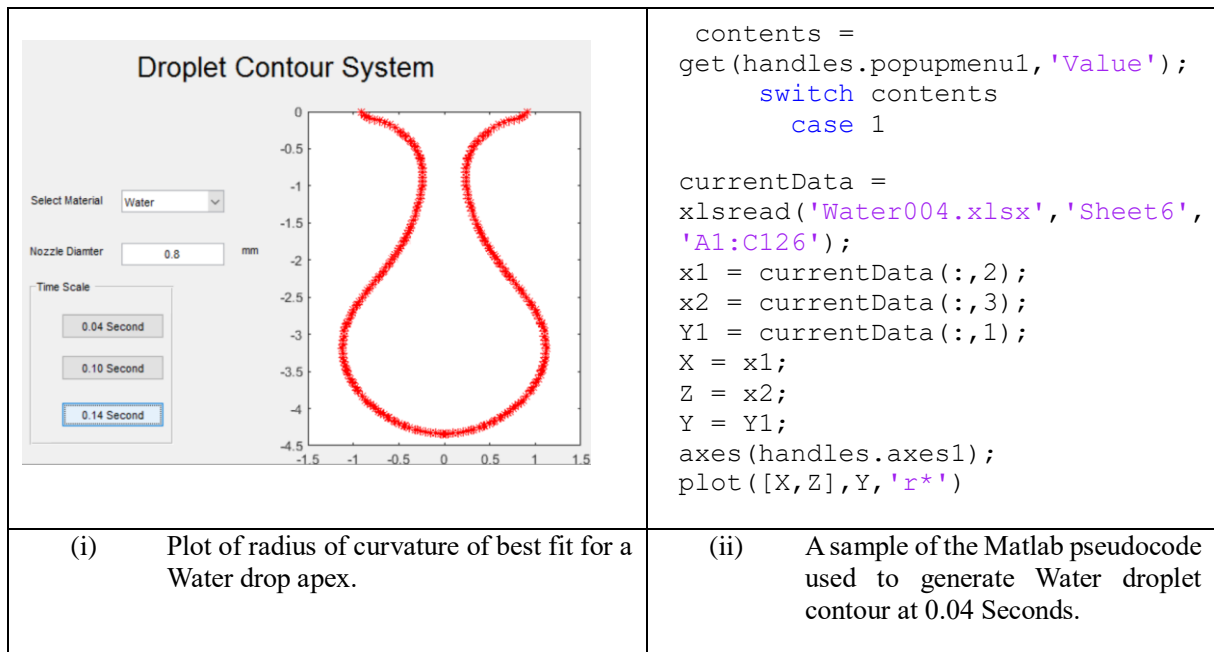 Droplet Contour System
Select Material
Water
Nozzle Diamter
0.8
mm
Time Scale
0.04 Second
0.10 Second
0.14 Second
0
-0.5
-1
-1.5
-2
-2.5
-3
-3.5
-4
-4.5
-1.5 -1 -0.5 0 0.5 1 1.5
contents =
get(handles.popupmenu1,'Value');
switch contents
case 1
currentData =
xlsread('Water004.xlsx','Sheet6',
'A1:C126');
x1 = currentData(:,2);
x2 = currentData(:,3);
Y1 = currentData(:,1);
X = x1;
Z = x2;
Y = Y1;
axes(handles.axes1);
plot([X,Z],Y,'r*')
(i) Plot of radius of curvature of best fit for a
Water drop apex.
(ii) A sample of the Matlab pseudocode
used to generate Water droplet
contour at 0.04 Seconds.